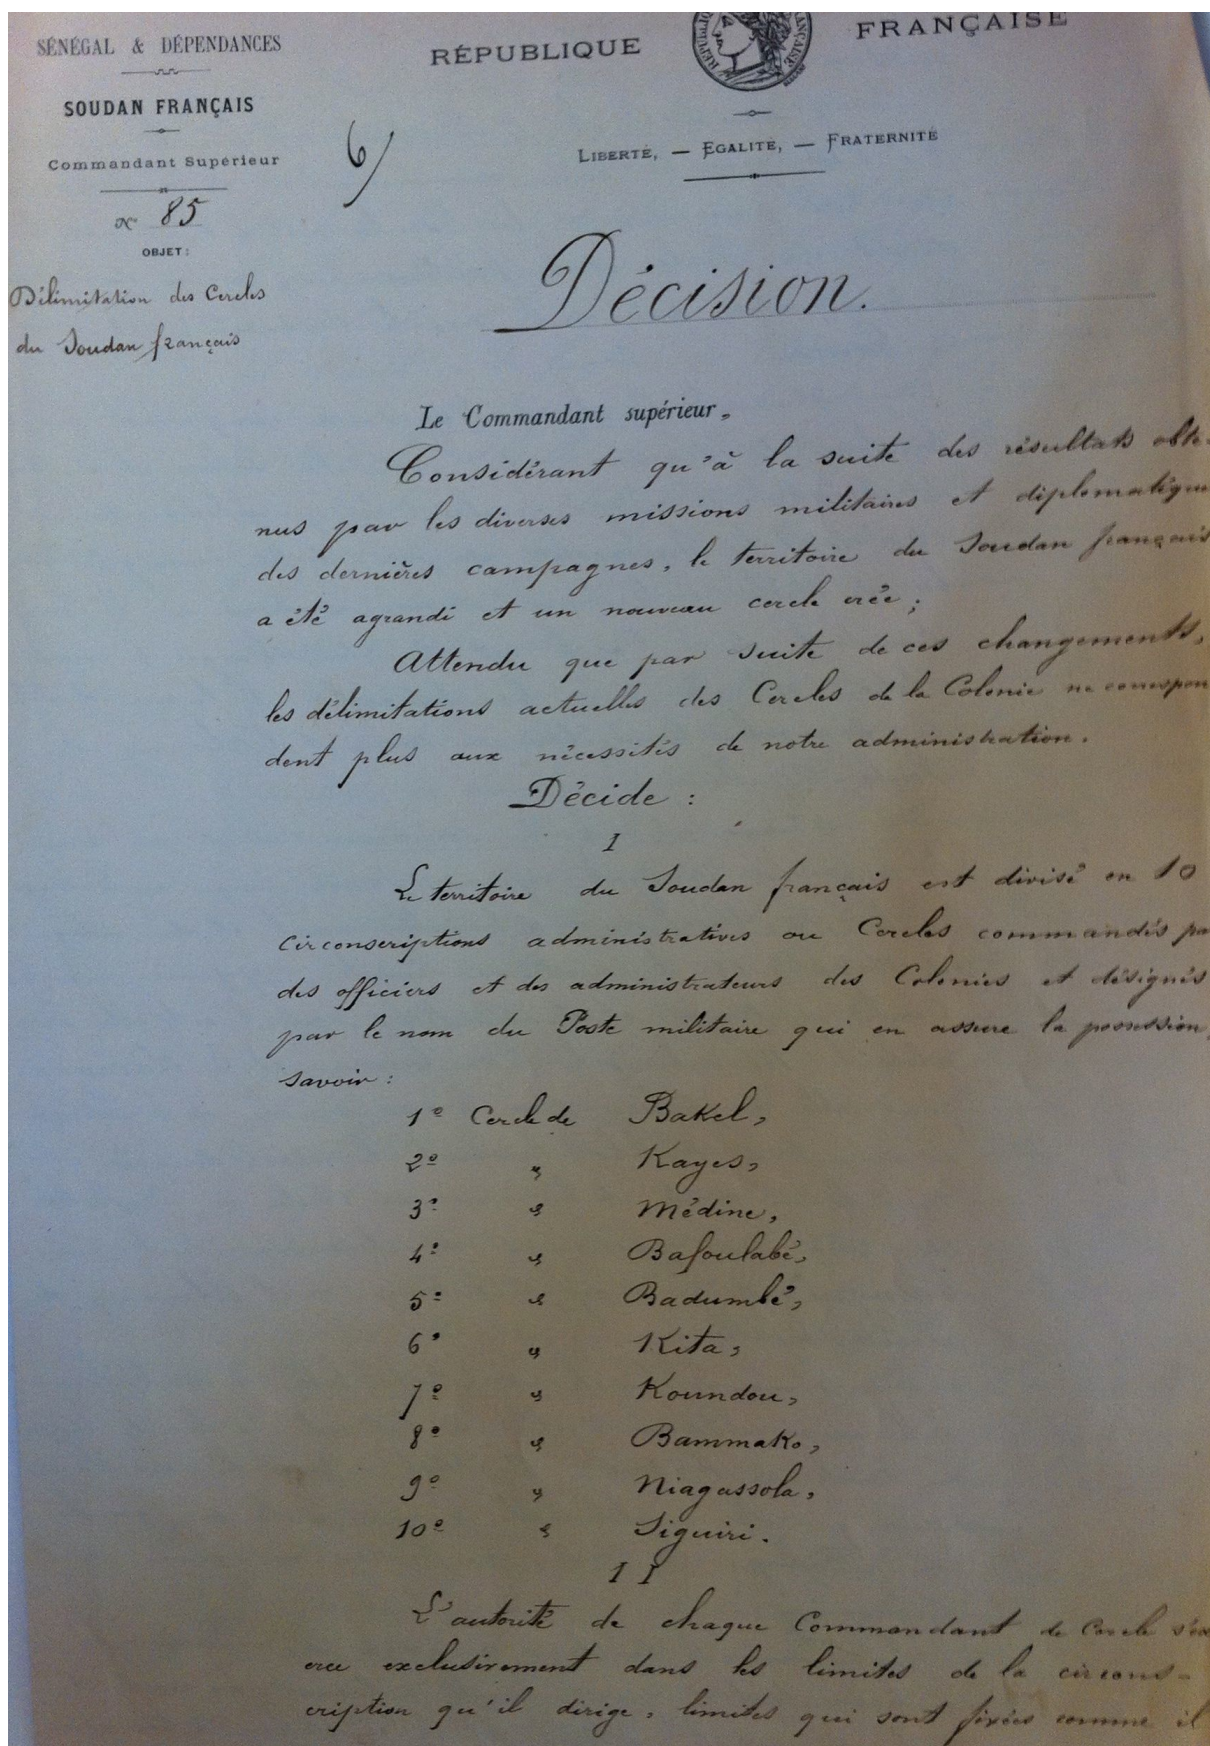 SÉNÉGAL & DÉPENDANCES
SOUDAN FRANÇAIS
Commandant Supérieur
N° 85
OBJET:
Délimitation des Cercles
du Soudan français
6/
RÉPUBLIQUE FRANÇAISE
LIBERTÉ, — EGALITÉ, — FRATERNITÉ
Décision.
Le Commandant supérieur,
Considérant qu'à la suite des résultats obte-
nus par les diverses missions militaires et diplomatique
des dernières campagnes, le territoire du Soudan français
a été agrandi et un nouveau cercle créé;
Attendu que par suite de ces changements,
les délimitations actuelles des Cercles de la Colonie ne correspon
dent plus aux nécessités de notre administration.
Décide :
I
Le territoire du Soudan français est divisé en 10
circonscriptions administratives ou Cercles commandés pa
des officiers et des administrateurs des Colonies et désignés
par le nom du Poste militaire qui en assure la possession,
savoir :
1° Cercle de Bakel,
2° " Kayes,
3° " Médine,
4° " Bafoulabé,
5° " Badumbé,
6° " Kita,
7° " Koundou,
8° " Bammako,
9° " Niagassola,
10° " Siguiri.
II
L'autorité de chaque Commandant de Cercle s'ex
erce exclusivement dans les limites de la circons-
cription qu'il dirige, limites qui sont fixées comme il